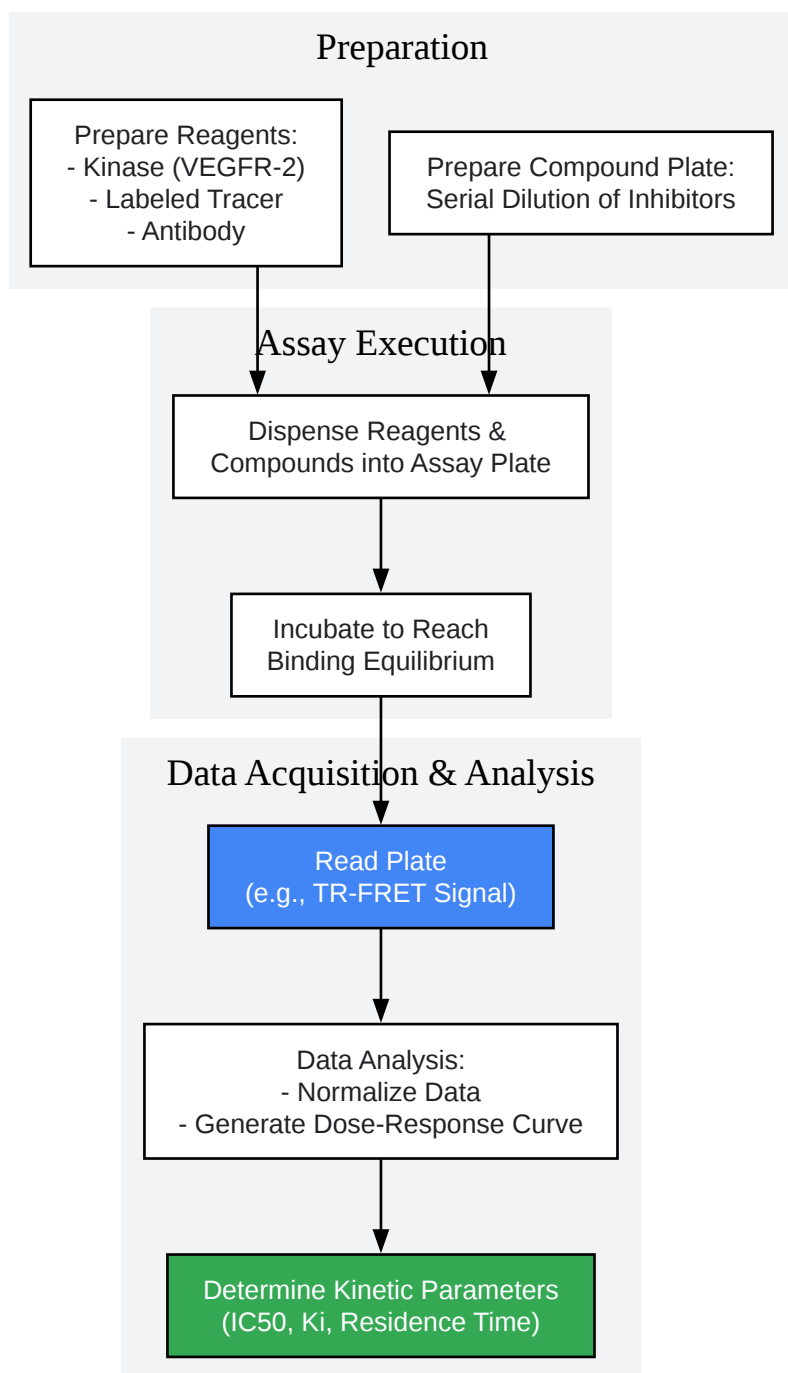 Preparation
Prepare Reagents:
- Kinase (VEGFR-2)
- Labeled Tracer
- Antibody
Prepare Compound Plate:
Serial Dilution of Inhibitors
Assay Execution
Dispense Reagents &
Compounds into Assay Plate
Incubate to Reach
Binding Equilibrium
Data Acquisition & Analysis
Read Plate
(e.g., TR-FRET Signal)
Data Analysis:
- Normalize Data
- Generate Dose-Response Curve
Determine Kinetic Parameters
(IC50, Ki, Residence Time)